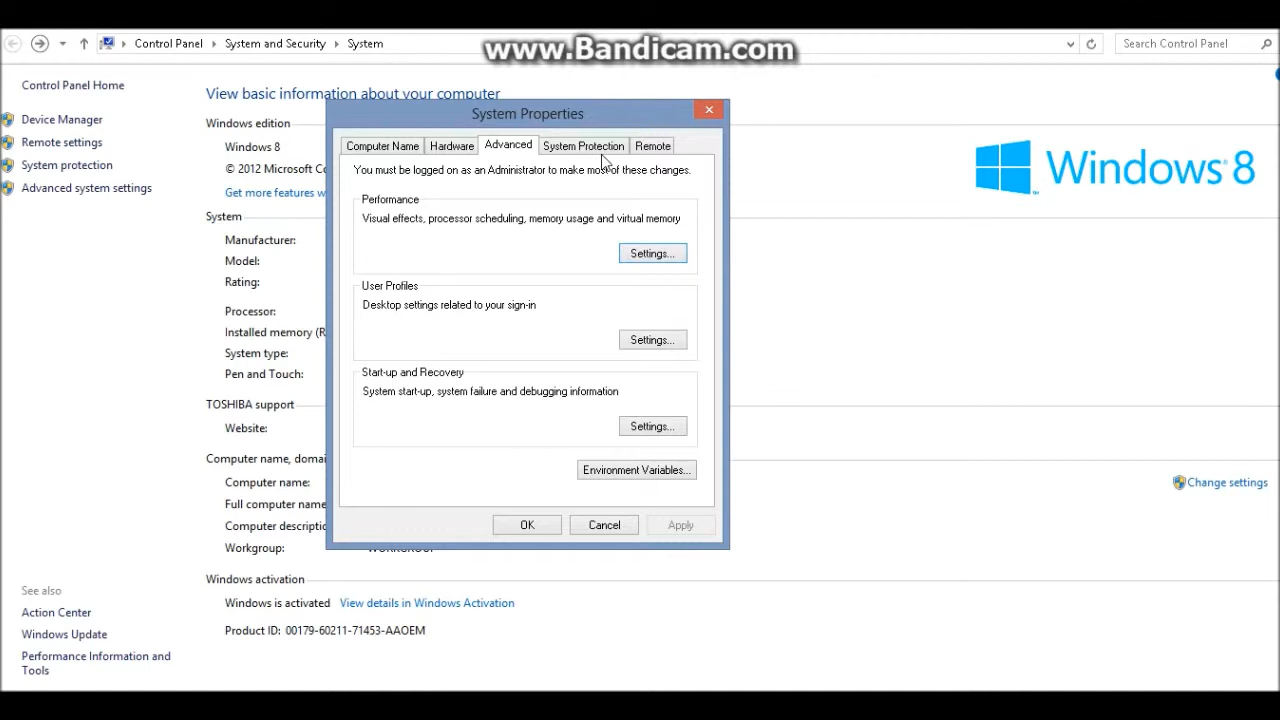 www.Bandicam.com
Control Panel System and Security System
Search Control Panel
Control Panel Home
Device Manager
Remote settings
System protection
Advanced system settings
View basic information about your computer
Windows edition
Windows 8
© 2012 Microsoft Co
Get more features w
System
Manufacturer:
Model:
Rating:
Processor:
Installed memory (R
System type:
Pen and Touch:
TOSHIBA support
Website:
Computer name, domai
Computer name:
Full computer name
Computer descriptio
Workgroup:
Windows activation
Windows is activated View details in Windows Activation
Product ID: 00179-60211-71453-AAOEM
System Properties
Computer Name Hardware Advanced System Protection Remote
You must be logged on as an Administrator to make most of these changes.
Performance
Visual effects, processor scheduling, memory usage and virtual memory
Settings...
User Profiles
Desktop settings related to your sign-in
Settings...
Start-up and Recovery
System start-up, system failure and debugging information
Settings...
Environment Variables...
OK Cancel Apply
Windows 8
Change settings
See also
Action Center
Windows Update
Performance Information and
Tools